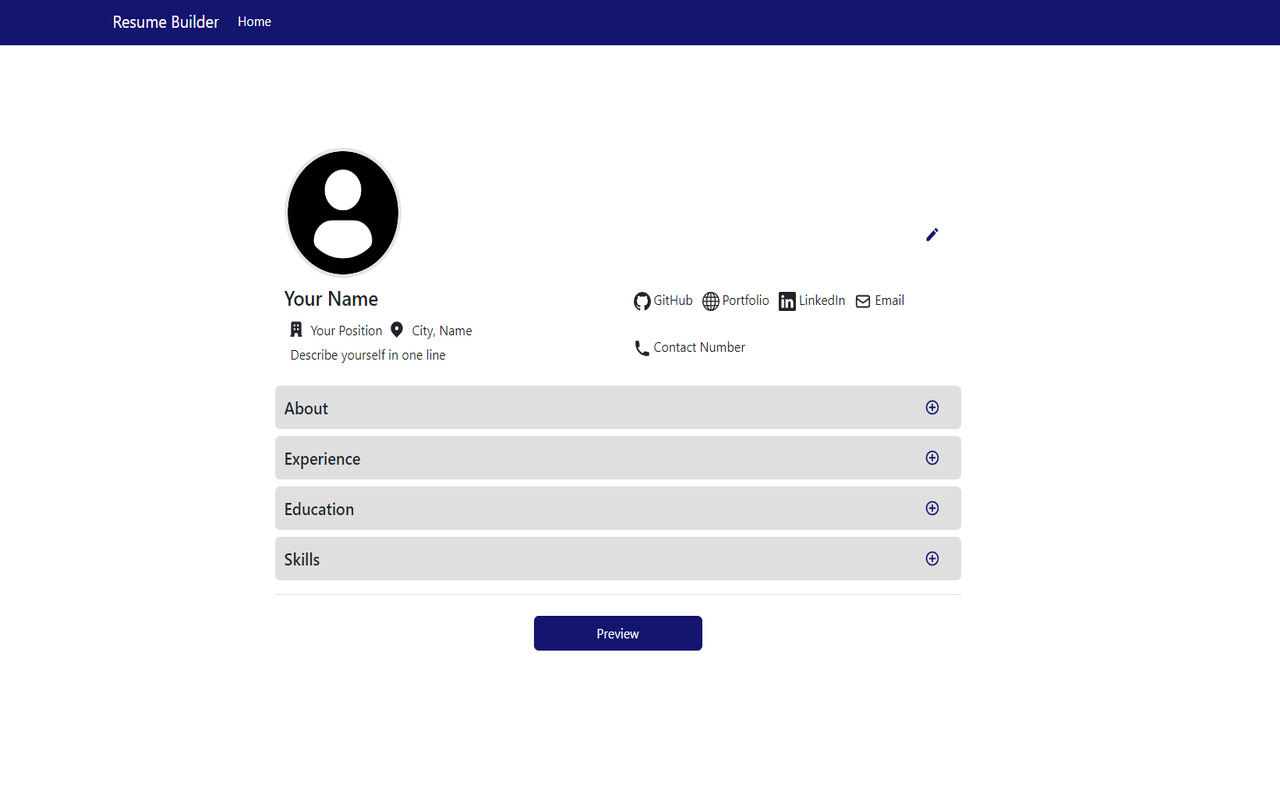 Resume Builder Home
Your Name
Your Position City, Name
Describe yourself in one line
GitHub Portfolio LinkedIn Email
Contact Number
About
Experience
Education
Skills
Preview